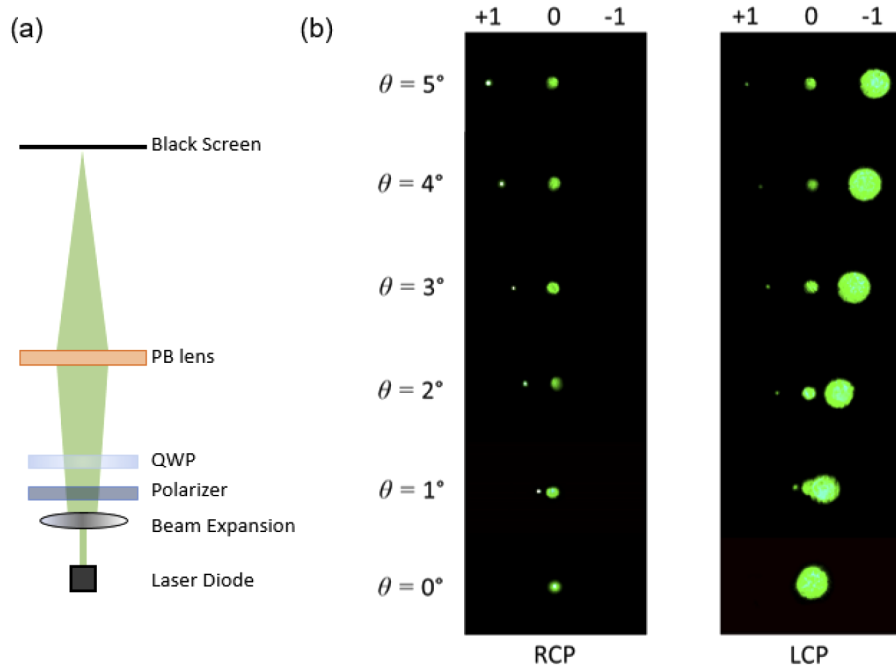 (a)
Black Screen
PB lens
QWP
Polarizer
Beam Expansion
Laser Diode
(b)
+1 0 -1 +1 0 -1
θ = 5°
θ = 4°
θ = 3°
θ = 2°
θ = 1°
θ = 0°
RCP LCP